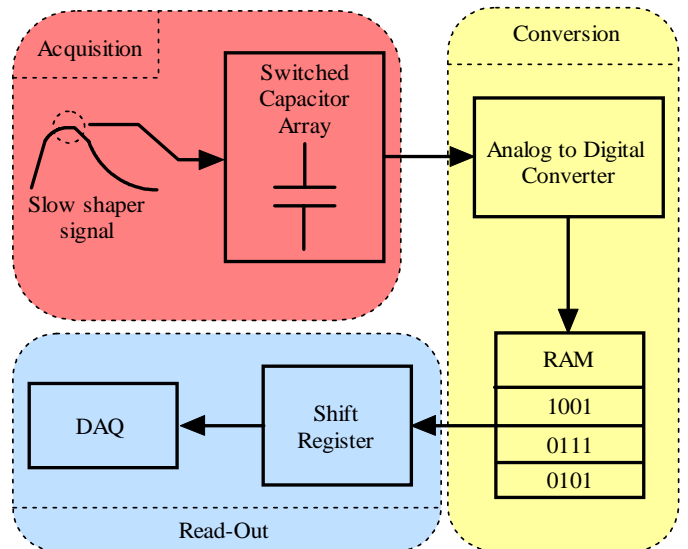 Acquisition
Slow shaper
signal
Switched
Capacitor
Array
Conversion
Analog to Digital
Converter
RAM
1001
0111
0101
Shift
Register
DAQ
Read-Out